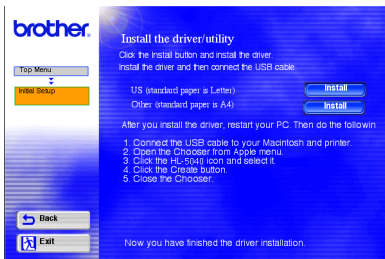 brother
Top Menu
Initial Setup
Install the driver/utility
Click the Install button and install the driver.
Install the driver and then connect the USB cable.
US (standard paper is Letter) Install
Other (standard paper is A4) Install
After you install the driver, restart your PC. Then do the followin
1. Connect the USB cable to your Macintosh and printer.
2. Open the Chooser from Apple menu.
3. Click the HL-5040 icon and select it.
4. Click the Create button.
5. Close the Chooser.
Back
Exit
Now you have finished the driver installation.